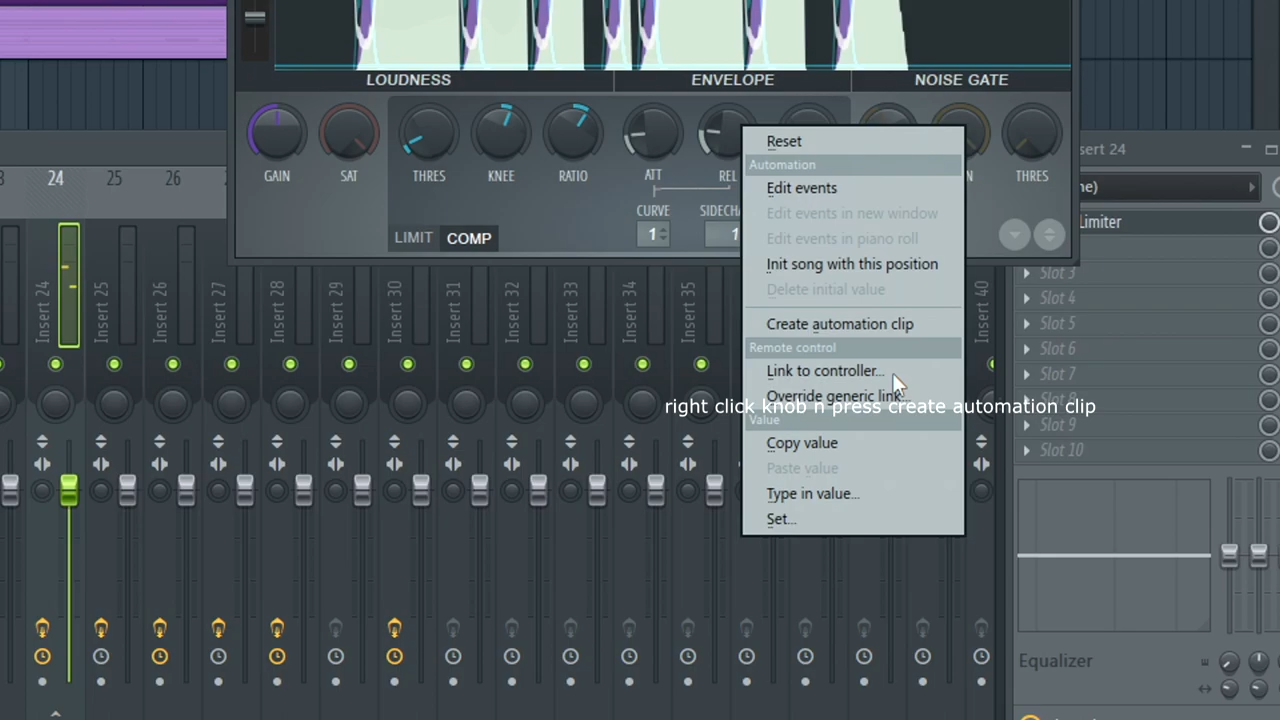 LOUDNESS
ENVELOPE
NOISE GATE
GAIN
SAT
THRES
KNEE
RATIO
ATT
REL
THRES
CURVE
1
1
LIMIT
COMP
24
25
26
Reset
Automation
Edit events
Edit events in new window
Edit events in piano roll
Init song with this position
Delete initial value
Create automation clip
Remote control
Link to controller...
Override generic link...
right click knob n press create automation clip
Value
Copy value
Paste value
Type in value...
Set...
Insert 24
Insert 25
Insert 26
Insert 27
Insert 28
Insert 29
Insert 30
Insert 31
Insert 32
Insert 33
Insert 34
Insert 35
Insert 40
Slot 3
Slot 4
Slot 5
Slot 6
Slot 7
Slot 9
Slot 10
Equalizer